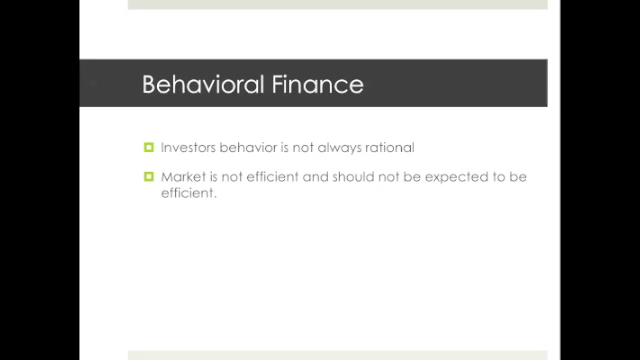 Behavioral Finance
Investors behavior is not always rational
Market is not efficient and should not be expected to be
efficient.